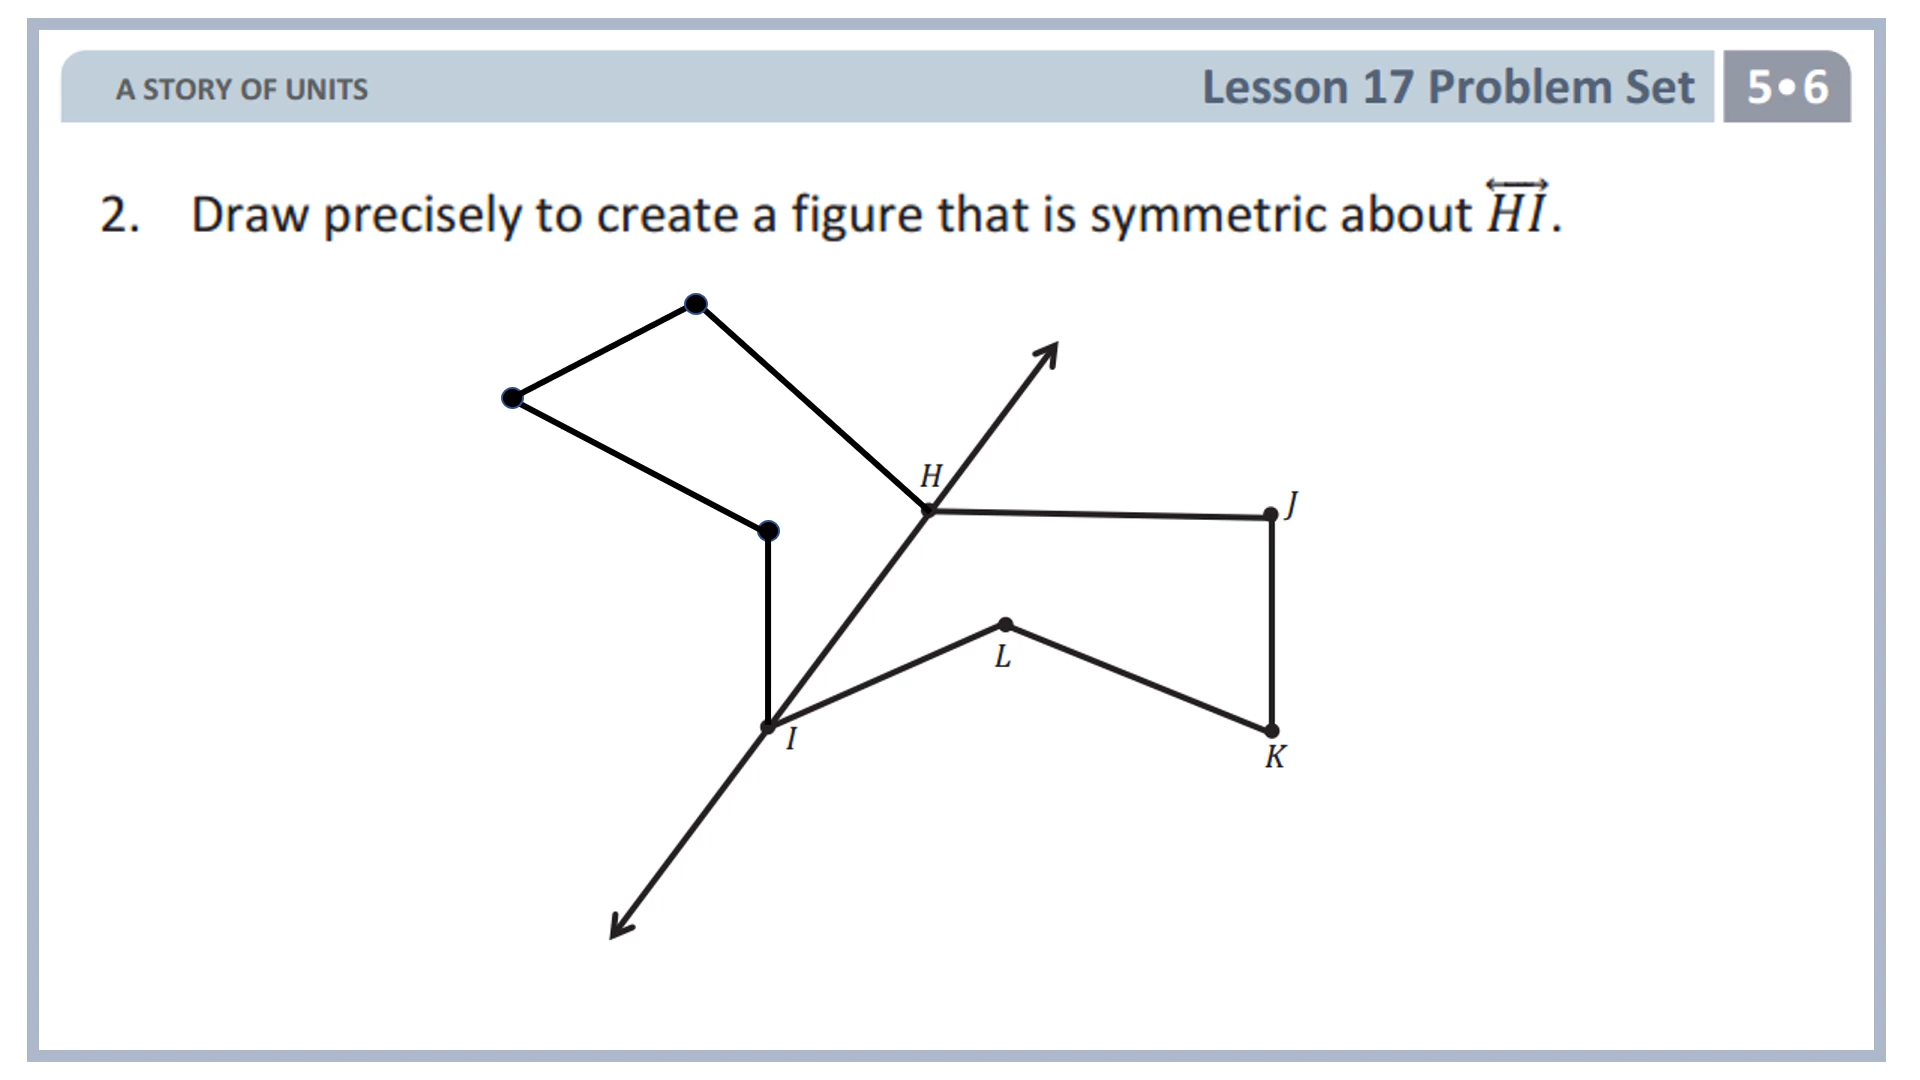 A STORY OF UNITS
Lesson 17 Problem Set
5•6
2. Draw precisely to create a figure that is symmetric about HI.
H
J
L
I
K